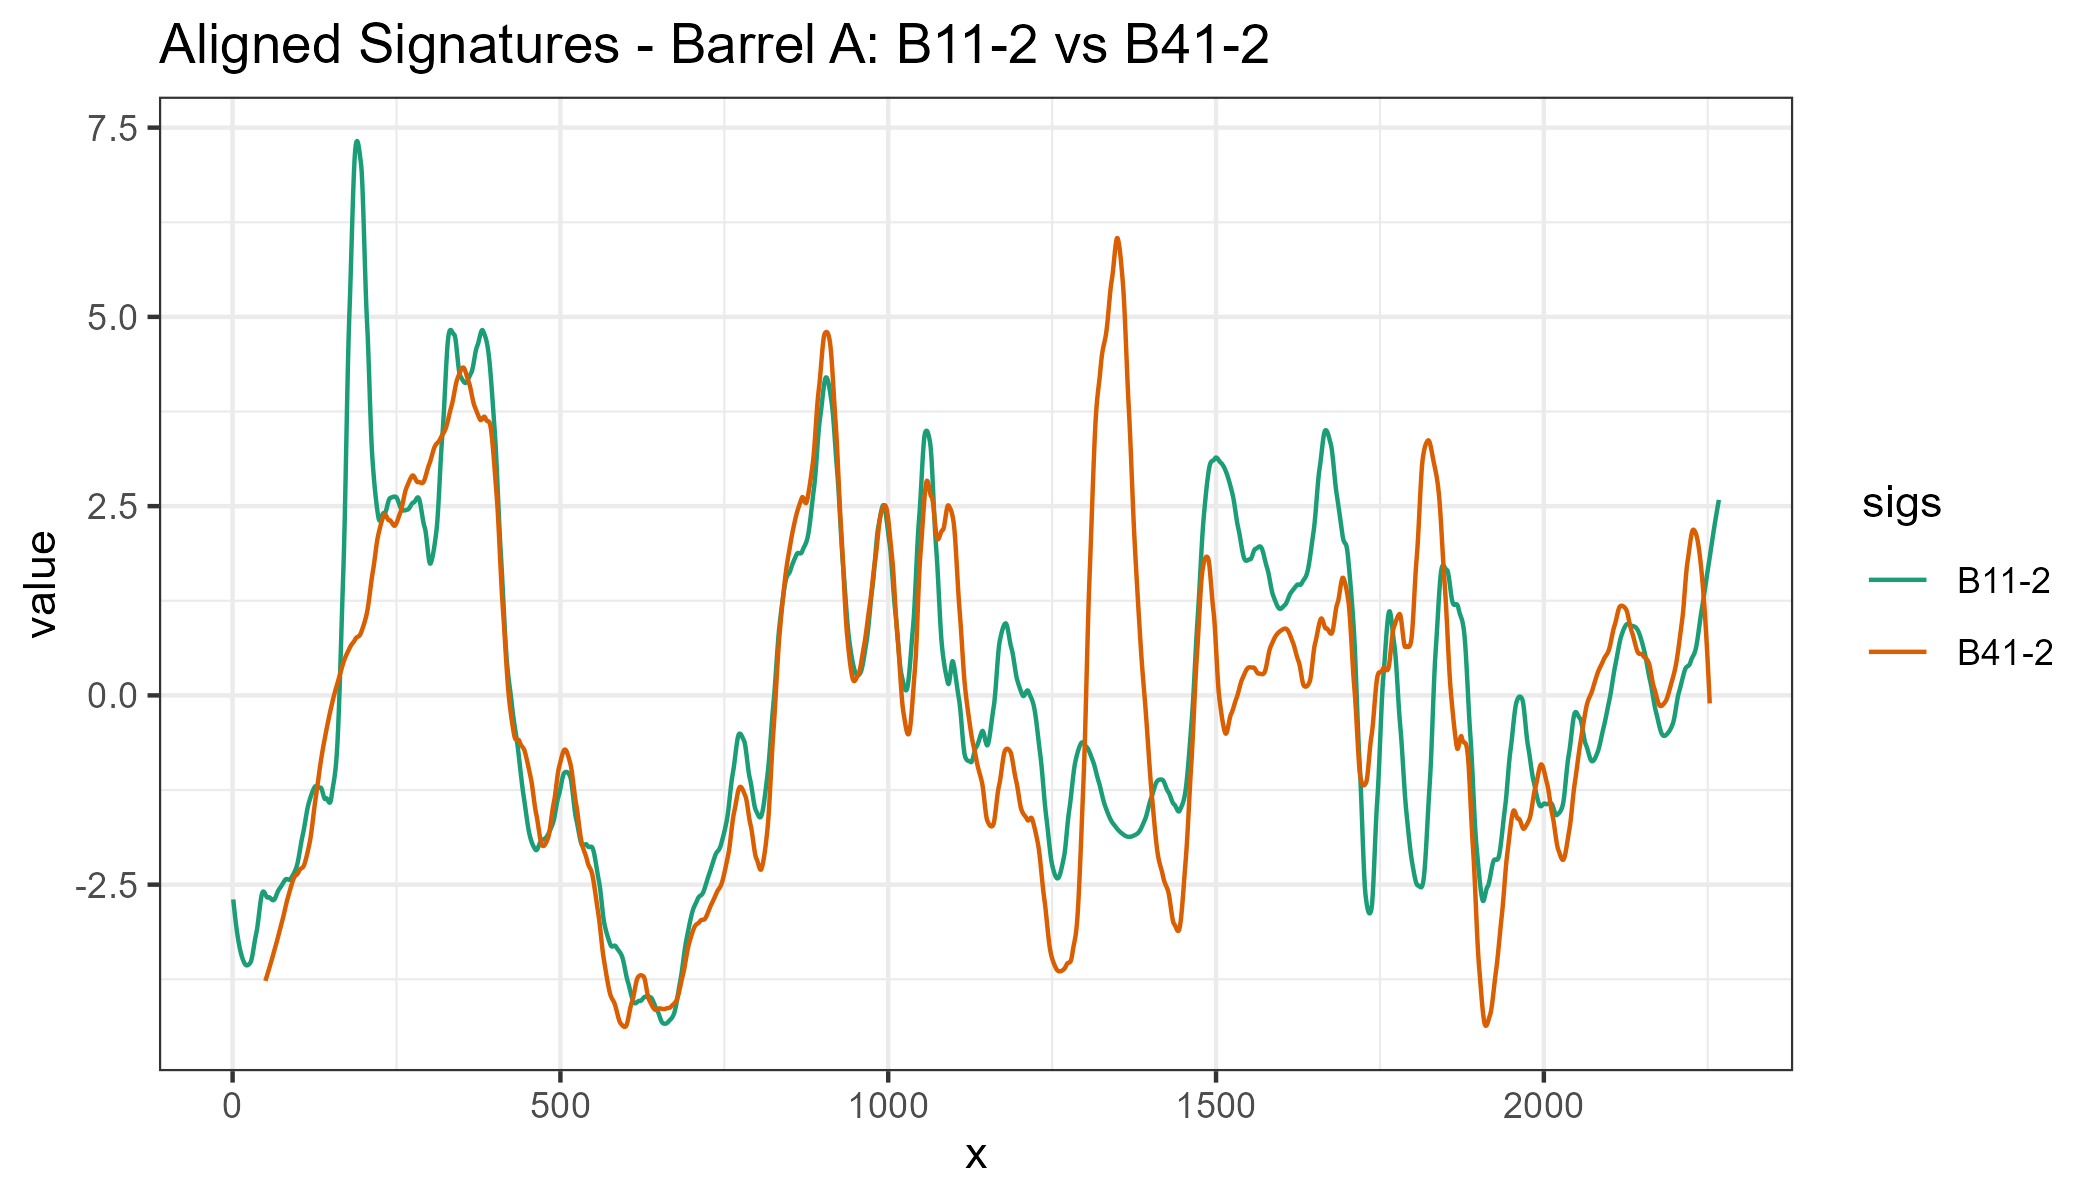 Aligned Signatures - Barrel A: B11-2 vs B41-2
7.5
5.0
2.5
0.0
-2.5
value
0 500 1000 1500 2000
x
sigs
B11-2
B41-2